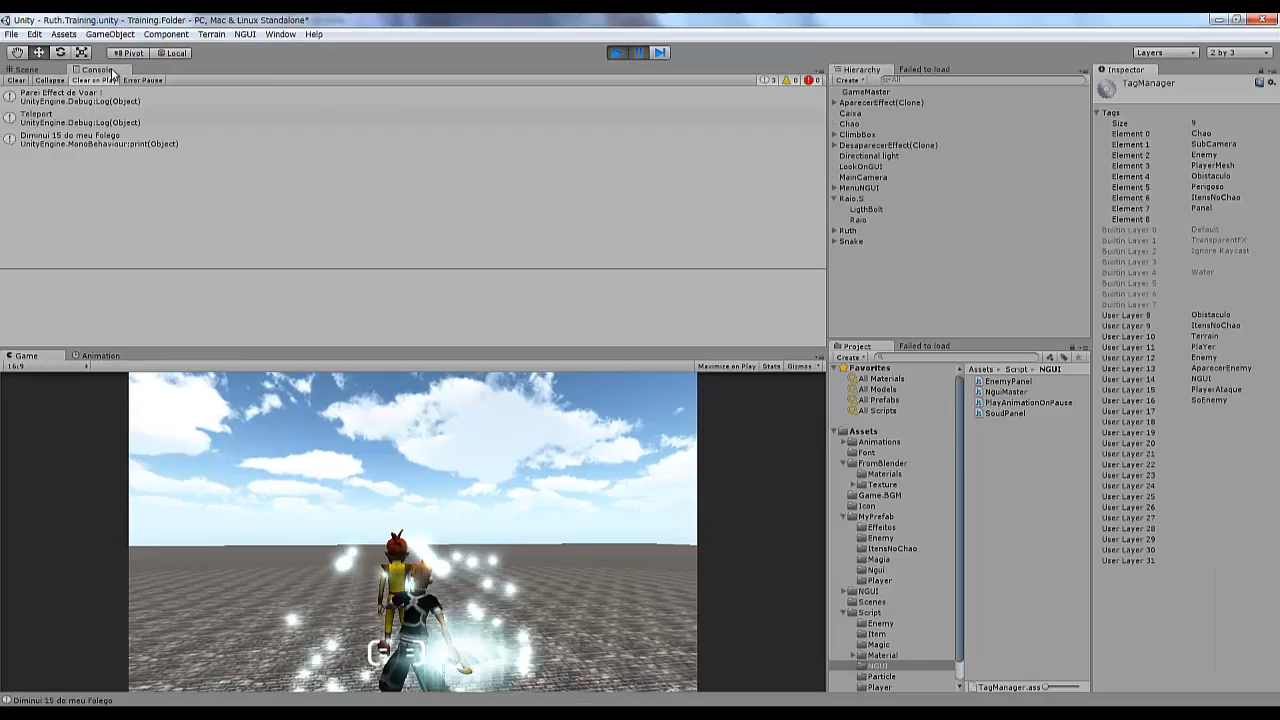 Unity - Ruth.Training.unity - Training.Folder - PC, Mac & Linux Standalone*
File Edit Assets GameObject Component Terrain NGUI Window Help
Pivot Local Layers 2 by 3
Scene Console
Clear Collapse Clear on Play Error Pause 3 0 0
Parei Effect de Voar !
UnityEngine.Debug:Log(Object)
Teleport
UnityEngine.Debug:Log(Object)
Diminui 15 do meu Folego
UnityEngine.MonoBehaviour:print(Object)
Game Animation
16:9 Maximize on Play Stats Gizmos
Diminui 15 do meu Folego
Hierarchy Failed to load
Create All
GameMaster
AparecerEffect(Clone)
Caixa
Chao
ClimbBox
DesaparecerEffect(Clone)
Directional light
LookOnGUI
MainCamera
MenuNGUI
Raio.S
LigthBolt
Raio
Ruth
Snake
Project Failed to load
Create
Favorites
All Materials
All Models
All Prefabs
All Scripts
Assets
Animations
Font
FromBlender
Materials
Texture
Game.BGM
Icon
MyPrefab
Effeitos
Enemy
ItensNoChao
Magia
Ngui
Player
NGUI
Scenes
Script
Enemy
Item
Magic
Material
NGUI
Particle
Player
Assets Script NGUI
EnemyPanel
NguiMaster
PlayAnimationOnPause
SoudPanel
TagManager.ass
Inspector
TagManager
Tags
Size 9
Element 0 Chao
Element 1 SubCamera
Element 2 Enemy
Element 3 PlayerMesh
Element 4 Obstaculo
Element 5 Perigoso
Element 6 ItensNoChao
Element 7 Panel
Element 8
Builtin Layer 0 Default
Builtin Layer 1 TransparentFX
Builtin Layer 2 Ignore Raycast
Builtin Layer 3
Builtin Layer 4 Water
Builtin Layer 5
Builtin Layer 6
Builtin Layer 7
User Layer 8 Obstaculo
User Layer 9 ItensNoChao
User Layer 10 Terrain
User Layer 11 PlaYer
User Layer 12 Enemy
User Layer 13 AparecerEnemy
User Layer 14 NGUI
User Layer 15 PlayerAtaque
User Layer 16 SoEnemy
User Layer 17
User Layer 18
User Layer 19
User Layer 20
User Layer 21
User Layer 22
User Layer 23
User Layer 24
User Layer 25
User Layer 26
User Layer 27
User Layer 28
User Layer 29
User Layer 30
User Layer 31